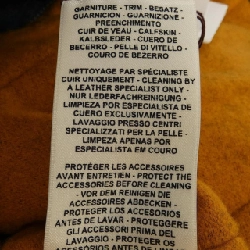 GARNITURE - TRIM - BESATZ -
GUARNICION - GUARNIZIONE -
PREENCHIMENTO
CUIR DE VEAU - CALFSKIN -
KALBSLEDER - CUERO DE
BECERRO - PELLE DI VITELLO -
COURO DE BEZERRO
NETTOYAGE PAR SPÉCIALISTE
CUIR UNIQUEMENT - CLEANING BY
A LEATHER SPECIALIST ONLY -
NUR LEDERFACHREINIGUNG -
LIMPIEZA POR ESPECIALISTA DE
CUERO EXCLUSIVAMENTE -
LAVAGGIO PRESSO CENTRI
SPECIALIZZATI PER LA PELLE -
LIMPEZA APENAS POR
ESPECIALISTA EM COURO
PROTÉGER LES ACCESSOIRES
AVANT ENTRETIEN - PROTECT THE
ACCESSORIES BEFORE CLEANING
- VOR DEM REINIGEN DIE
ACCESSOIRES ABDECKEN -
PROTEGER LOS ACCESORIOS
ANTES DE LAVAR - PROTEGGERE
GLI ACCESSORI PRIMA DEL